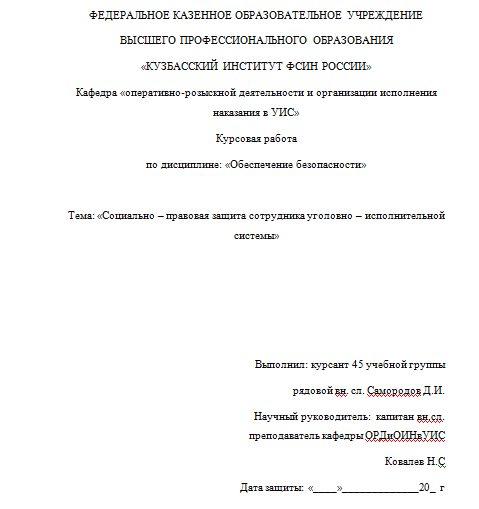 ФЕДЕРАЛЬНОЕ КАЗЕННОЕ ОБРАЗОВАТЕЛЬНОЕ УЧРЕЖДЕНИЕ
ВЫСШЕГО ПРОФЕССИОНАЛЬНОГО ОБРАЗОВАНИЯ
«КУЗБАССКИЙ ИНСТИТУТ ФСИН РОССИИ»
Кафедра «оперативно-розыскной деятельности и организации исполнения
наказания в УИС»
Курсовая работа
по дисциплине: «Обеспечение безопасности»
Тема: «Социально – правовая защита сотрудника уголовно – исполнительной
системы»
Выполнил: курсант 45 учебной группы
рядовой вн. сл. Самородов Д.И.
Научный руководитель: капитан вн.сл.
преподаватель кафедры ОРДиОИНвУИС
Ковалев Н.С
Дата защиты: «____»______________20_ г